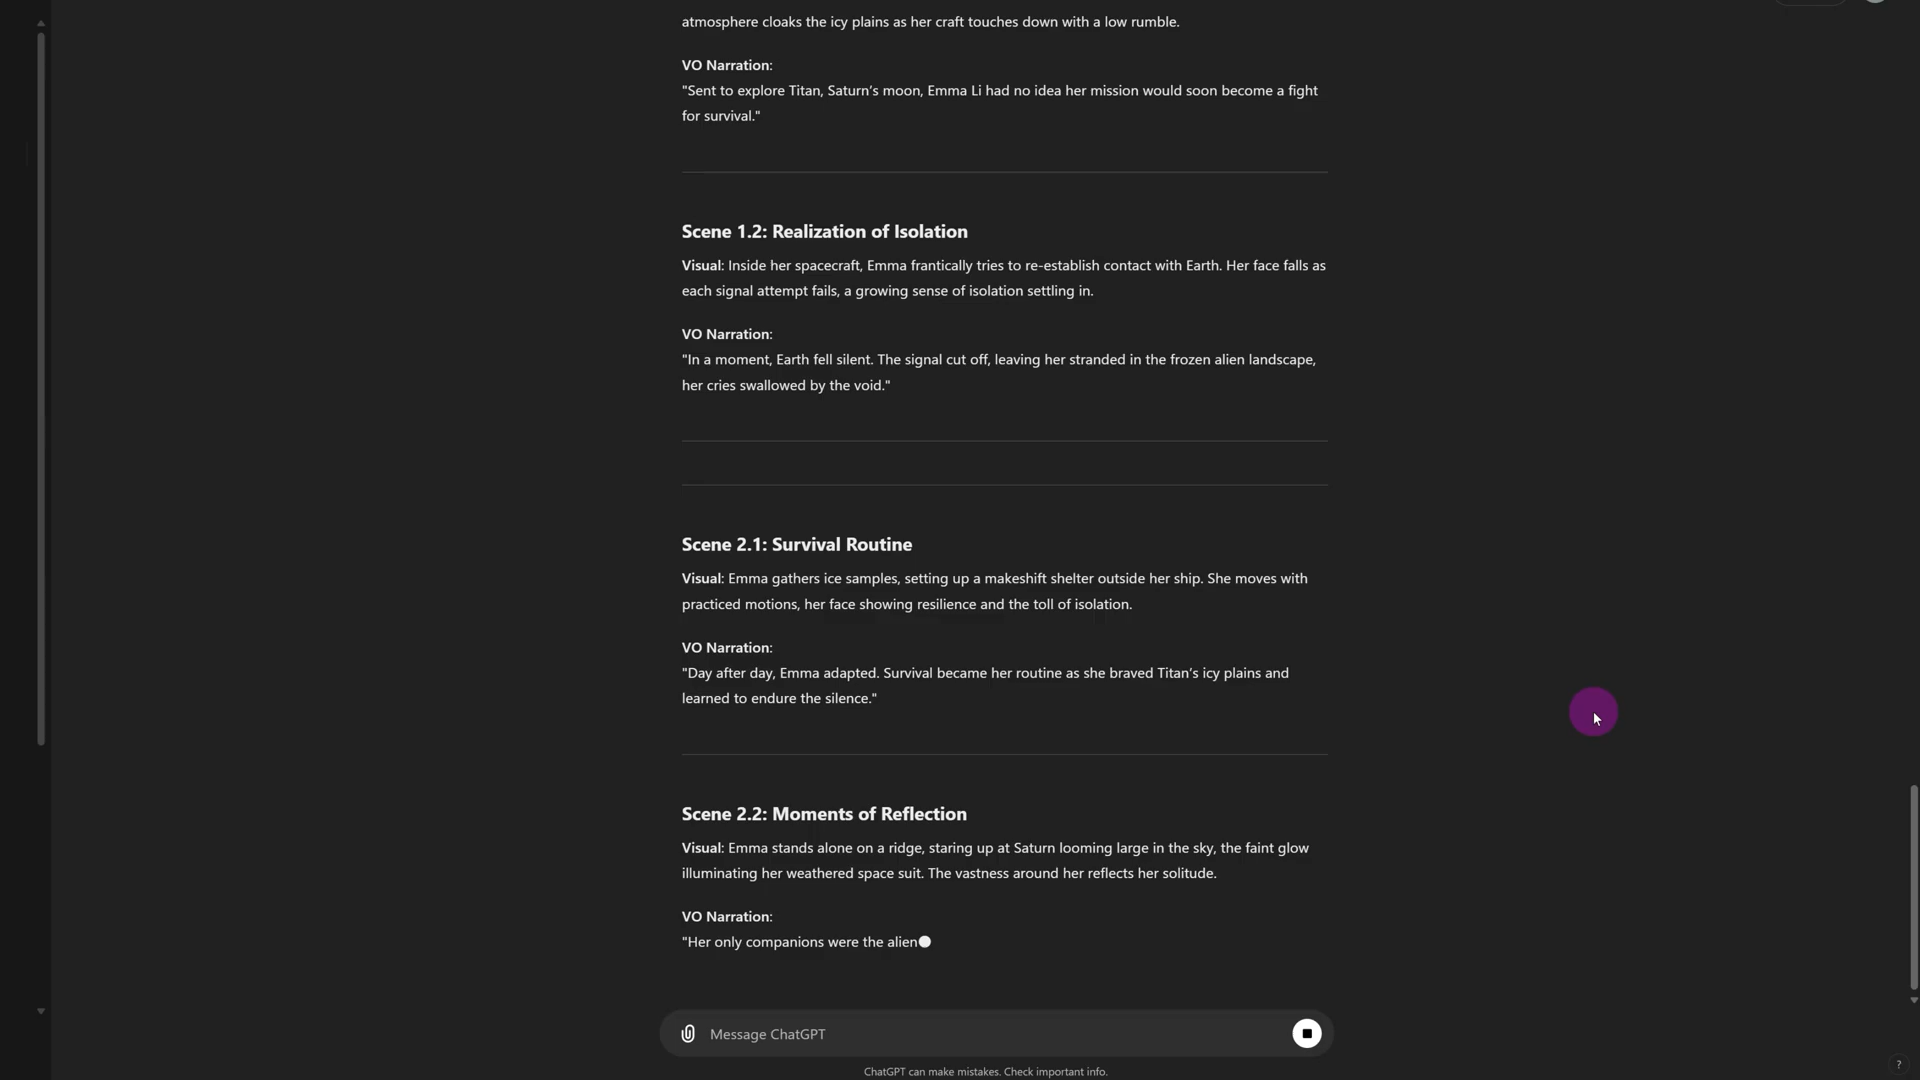 atmosphere cloaks the icy plains as her craft touches down with a low rumble.
VO Narration:
"Sent to explore Titan, Saturn’s moon, Emma Li had no idea her mission would soon become a fight
for survival."
Scene 1.2: Realization of Isolation
Visual: Inside her spacecraft, Emma frantically tries to re-establish contact with Earth. Her face falls as
each signal attempt fails, a growing sense of isolation settling in.
VO Narration:
"In a moment, Earth fell silent. The signal cut off, leaving her stranded in the frozen alien landscape,
her cries swallowed by the void."
Scene 2.1: Survival Routine
Visual: Emma gathers ice samples, setting up a makeshift shelter outside her ship. She moves with
practiced motions, her face showing resilience and the toll of isolation.
VO Narration:
"Day after day, Emma adapted. Survival became her routine as she braved Titan’s icy plains and
learned to endure the silence."
Scene 2.2: Moments of Reflection
Visual: Emma stands alone on a ridge, staring up at Saturn looming large in the sky, the faint glow
illuminating her weathered space suit. The vastness around her reflects her solitude.
VO Narration:
"Her only companions were the alien
Message ChatGPT
ChatGPT can make mistakes. Check important info.
?